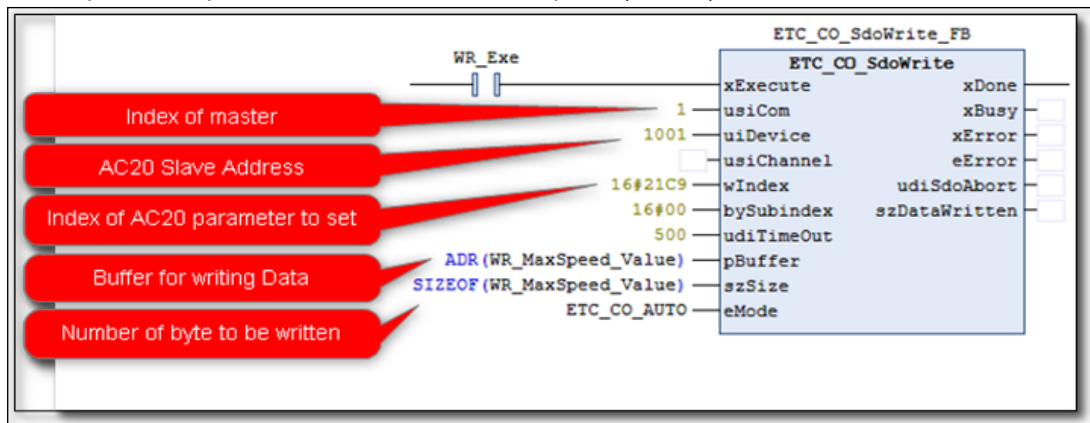 ETC_CO_SdoWrite_FB
WR_Exe
ETC_CO_SdoWrite
xExecute xDone
Index of master
1 usiCom xBusy
1001 uiDevice xError
AC20 Slave Address
usiChannel eError
16#21C9 wIndex udiSdoAbort
Index of AC20 parameter to set
16#00 bySubindex szDataWritten
500 udiTimeOut
Buffer for writing Data
ADR(WR_MaxSpeed_Value) pBuffer
SIZEOF(WR_MaxSpeed_Value) szSize
ETC_CO_AUTO eMode
Number of byte to be written